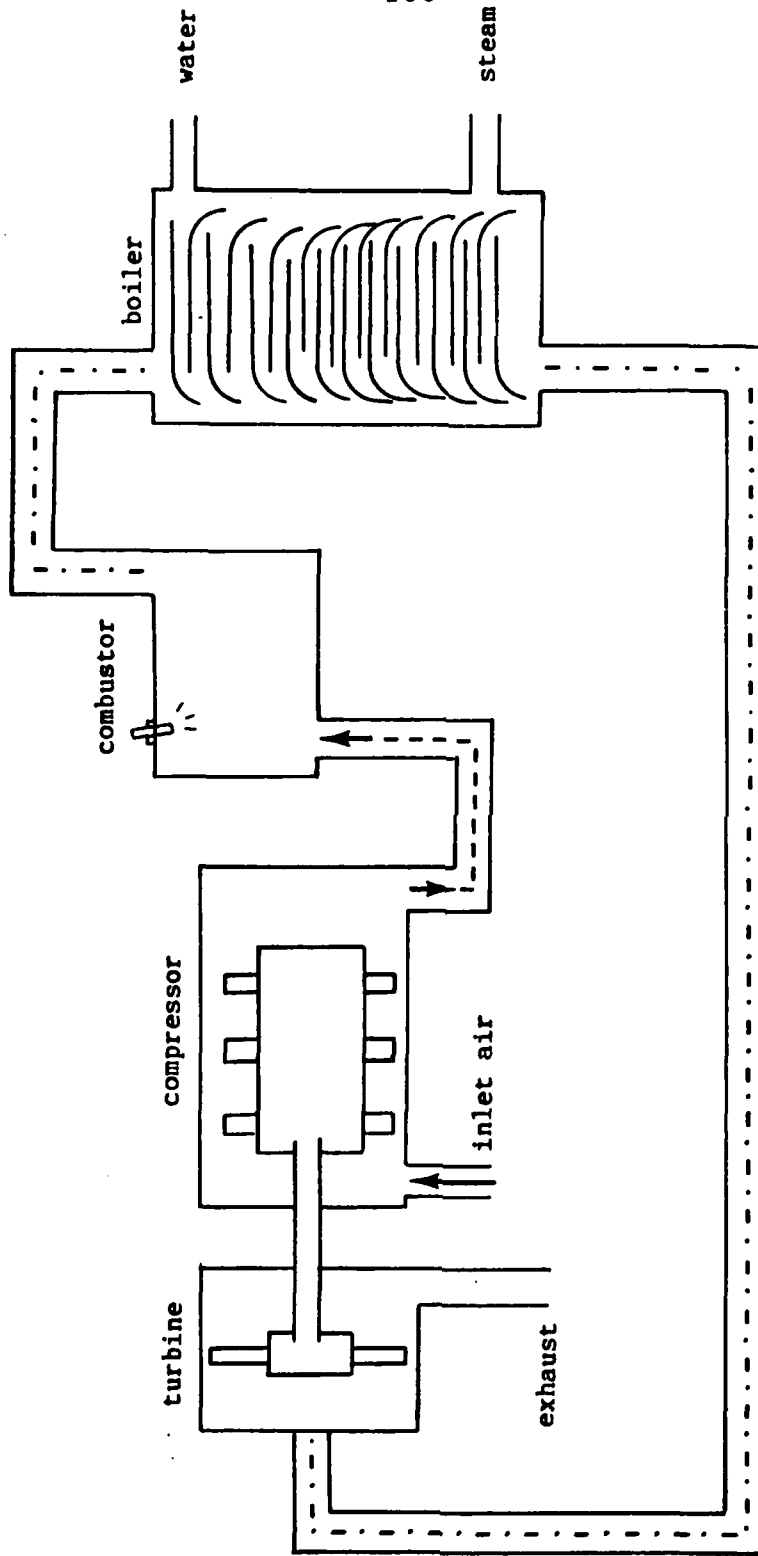 water
steam
boiler
combustor
compressor
inlet air
turbine
exhaust